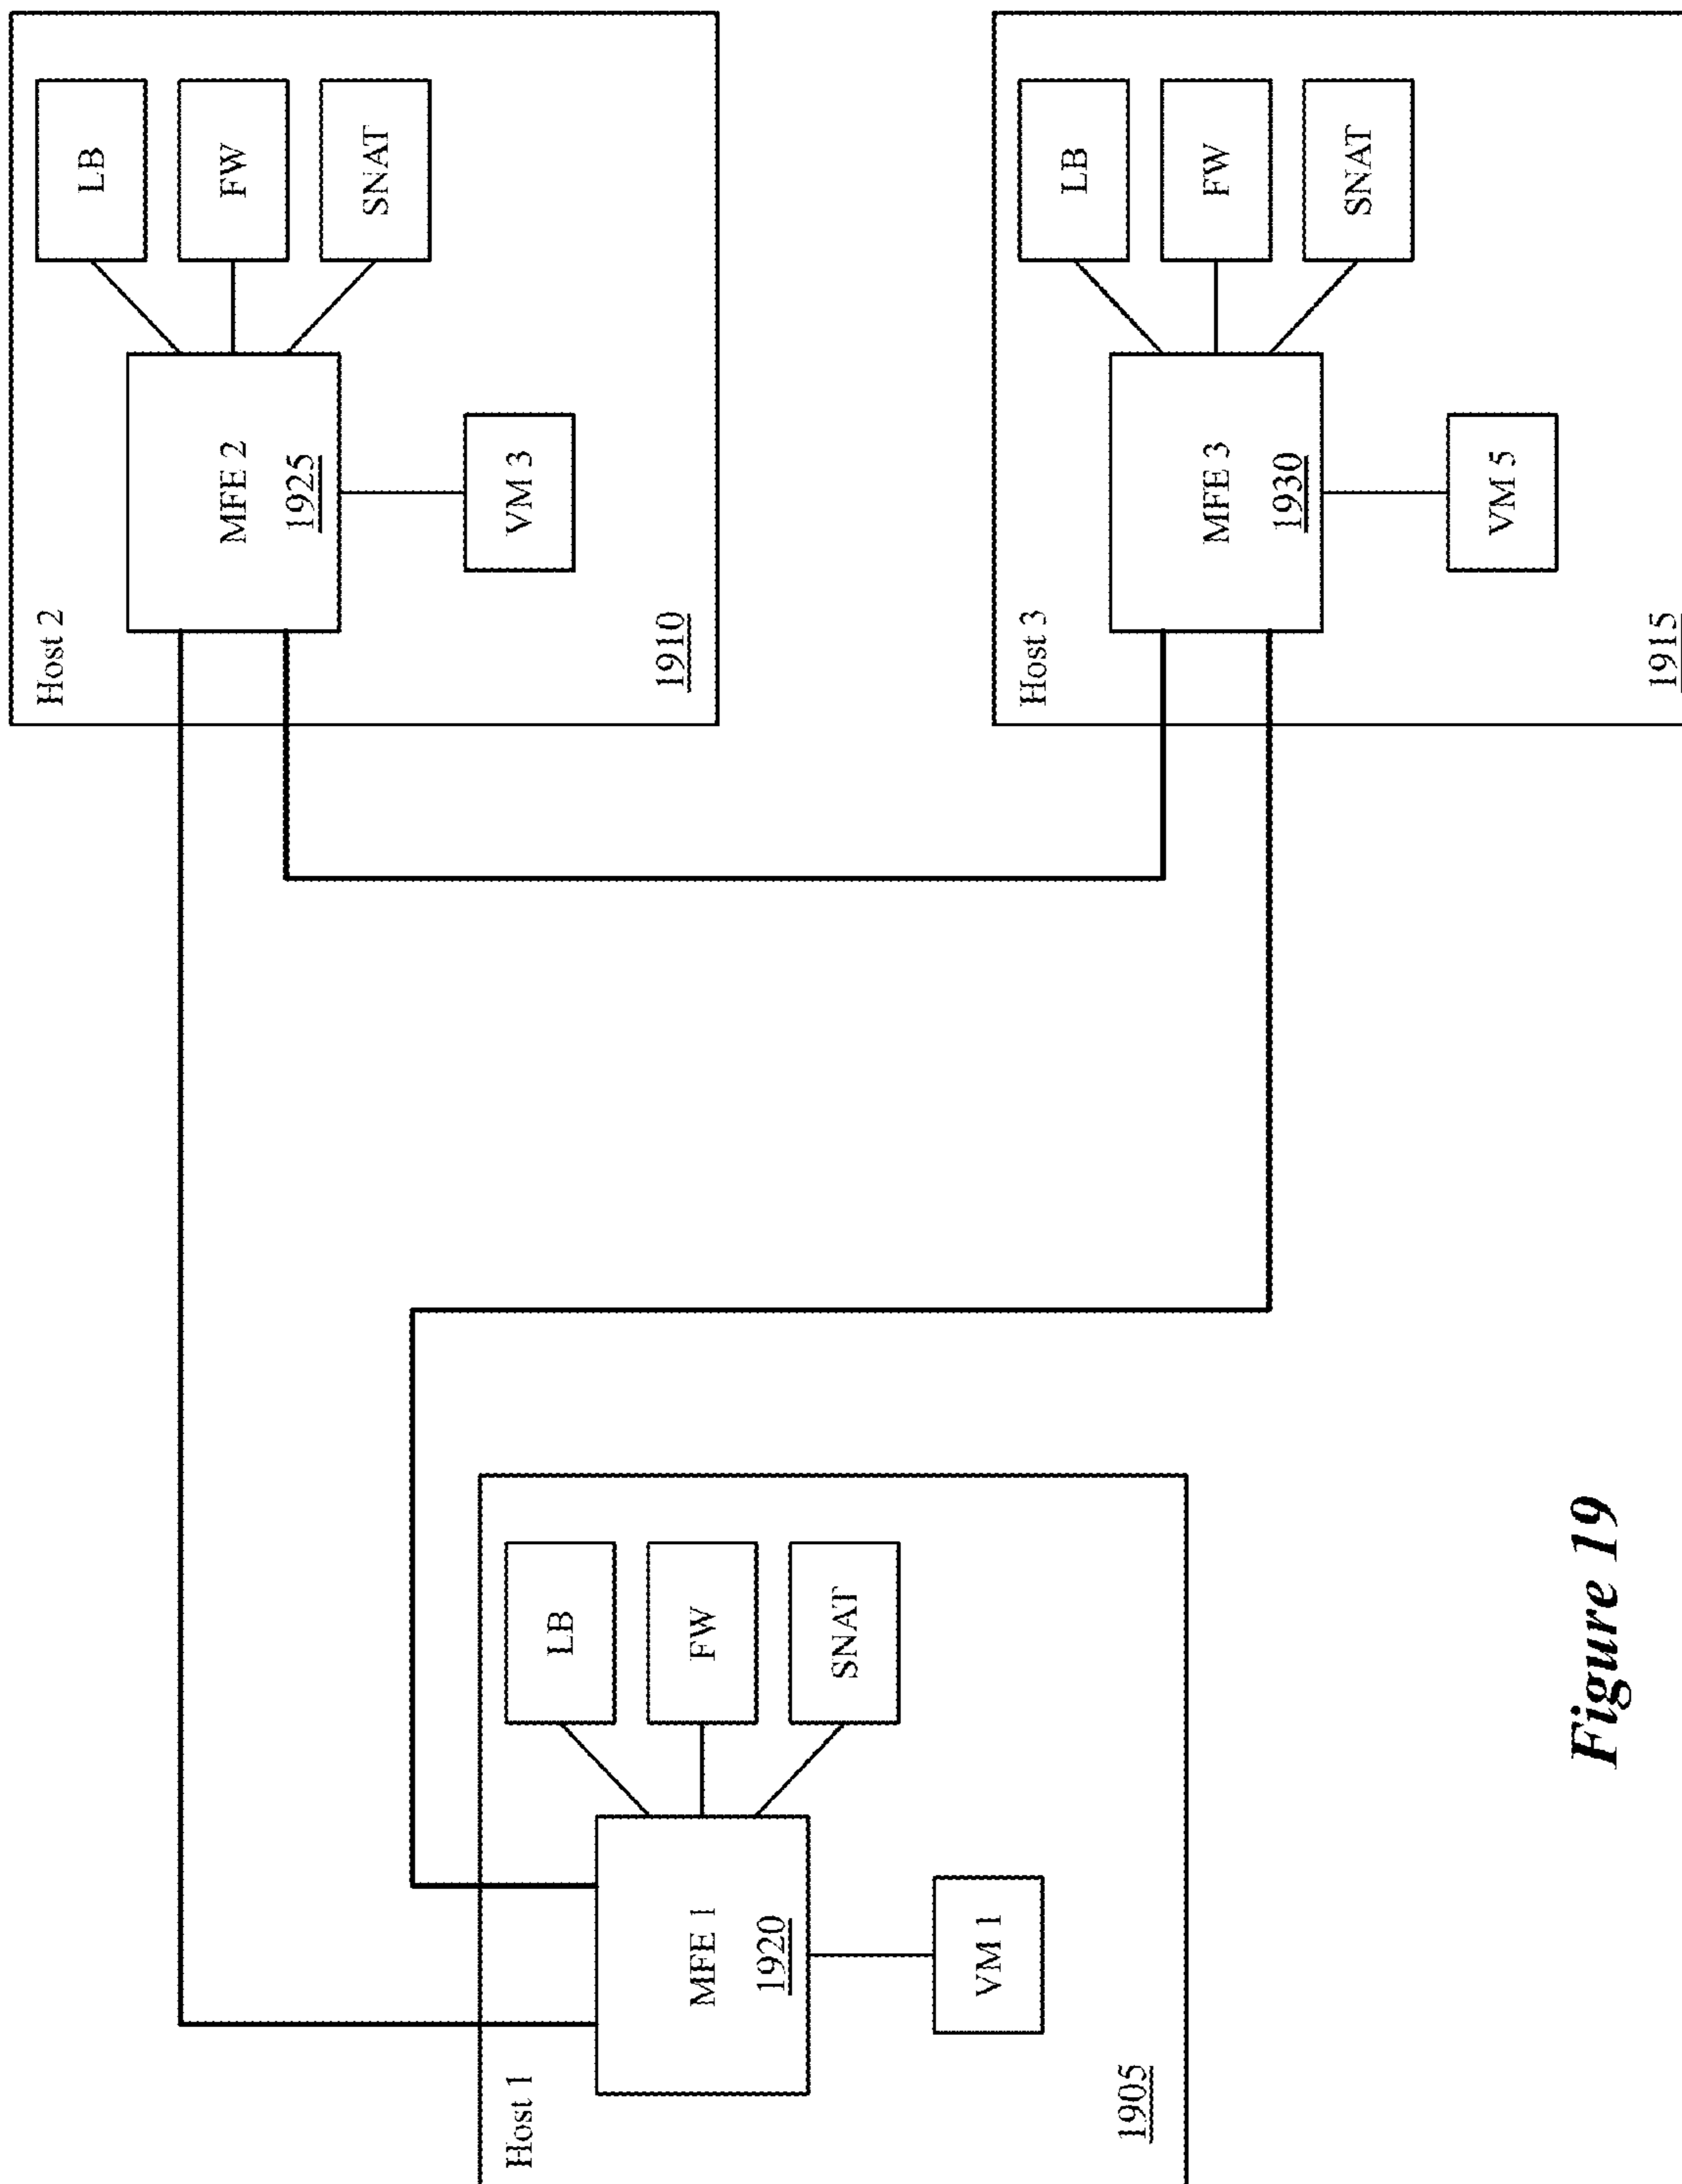 Host 1
MFE 1
1920
LB
FW
SNAT
VM 1
1905
Host 2
MFE 2
1925
LB
FW
SNAT
VM 3
1910
Host 3
MFE 3
1930
LB
FW
SNAT
VM 5
1915
Figure 19